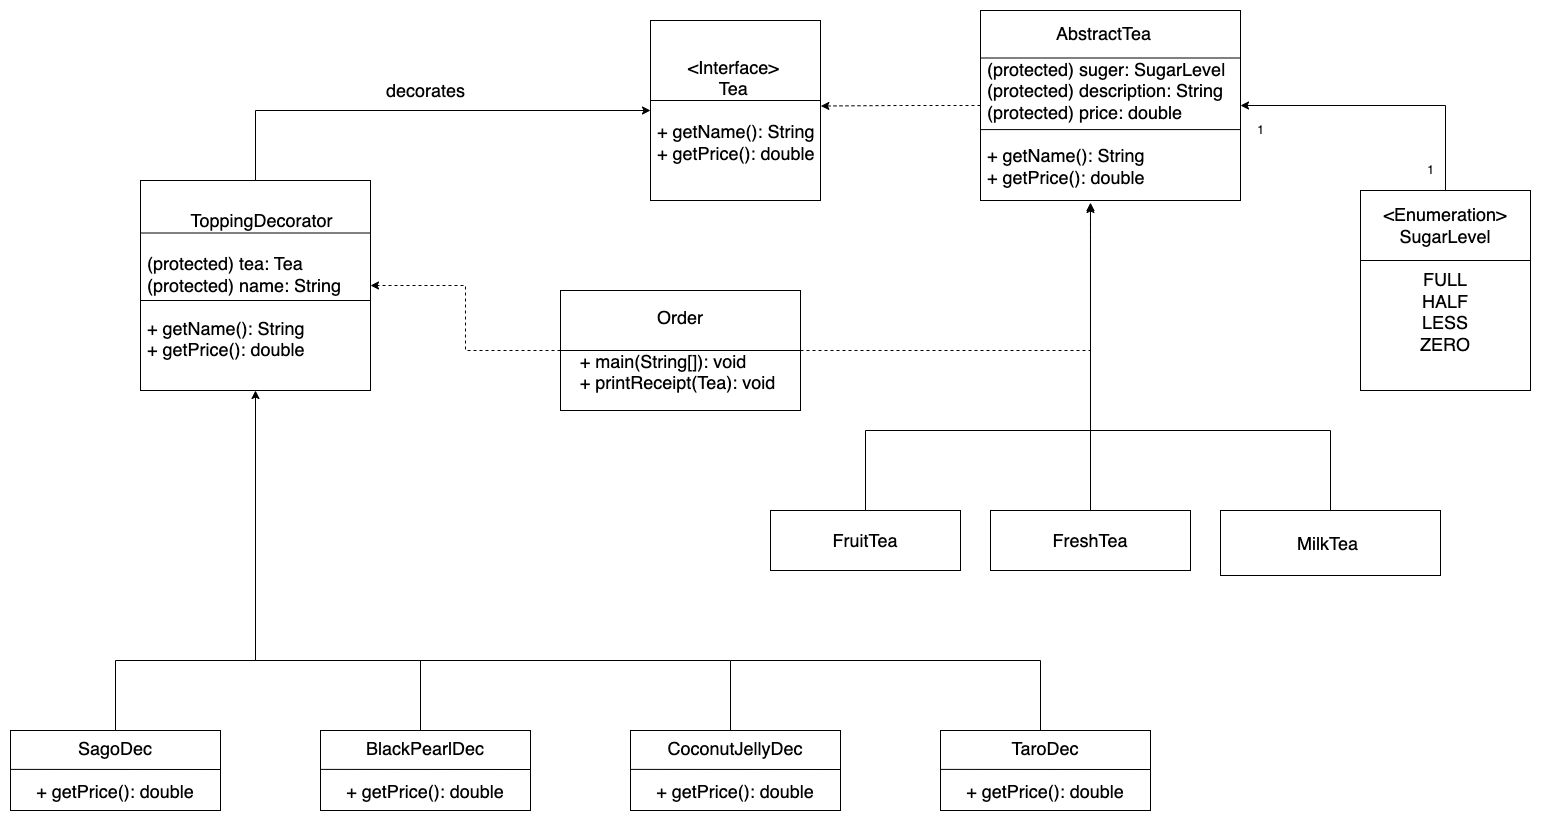 decorates
<Interface>
Tea
+ getName(): String
+ getPrice(): double
AbstractTea
(protected) suger: SugarLevel
(protected) description: String
(protected) price: double
+ getName(): String
+ getPrice(): double
1
1
<Enumeration>
SugarLevel
FULL
HALF
LESS
ZERO
ToppingDecorator
(protected) tea: Tea
(protected) name: String
+ getName(): String
+ getPrice(): double
Order
+ main(String[]): void
+ printReceipt(Tea): void
FruitTea
FreshTea
MilkTea
SagoDec
+ getPrice(): double
BlackPearlDec
+ getPrice(): double
CoconutJellyDec
+ getPrice(): double
TaroDec
+ getPrice(): double